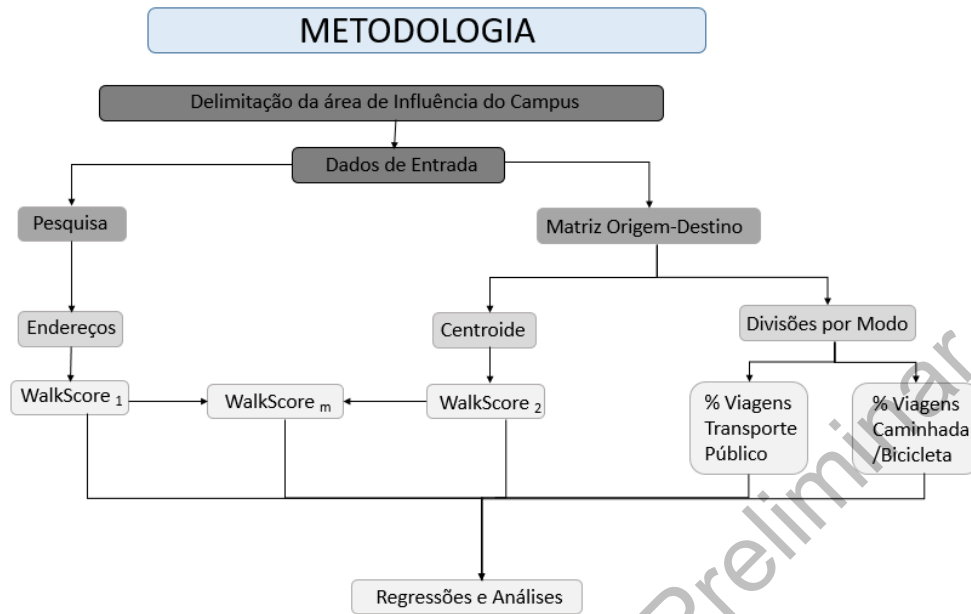 METODOLOGIA
Delimitação da área de Influência do Campus
Dados de Entrada
Pesquisa
Matriz Origem-Destino
Endereços
Centroide
Divisões por Modo
WalkScore 1
WalkScore m
WalkScore 2
% Viagens
Transporte
Público
% Viagens
Caminhada
/Bicicleta
Regressões e Análises
Preliminar